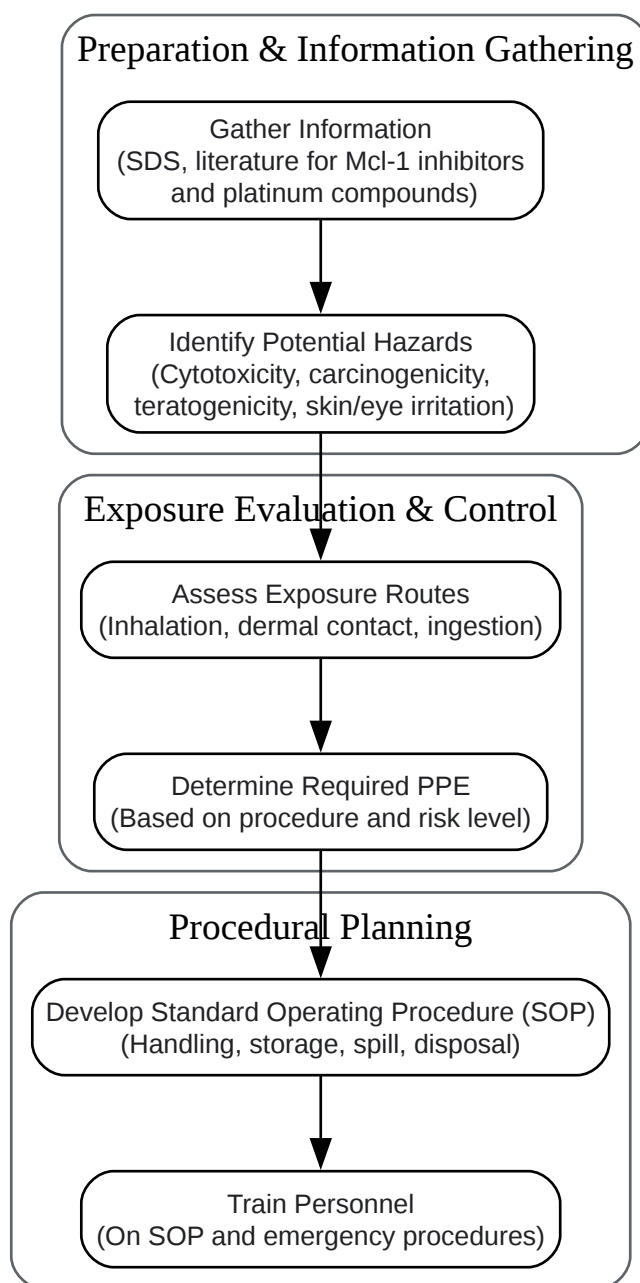 Preparation & Information Gathering
Gather Information
(SDS, literature for Mcl-1 inhibitors
and platinum compounds)
Identify Potential Hazards
(Cytotoxicity, carcinogenicity,
teratogenicity, skin/eye irritation)
Exposure Evaluation & Control
Assess Exposure Routes
(Inhalation, dermal contact, ingestion)
Determine Required PPE
(Based on procedure and risk level)
Procedural Planning
Develop Standard Operating Procedure (SOP)
(Handling, storage, spill, disposal)
Train Personnel
(On SOP and emergency procedures)